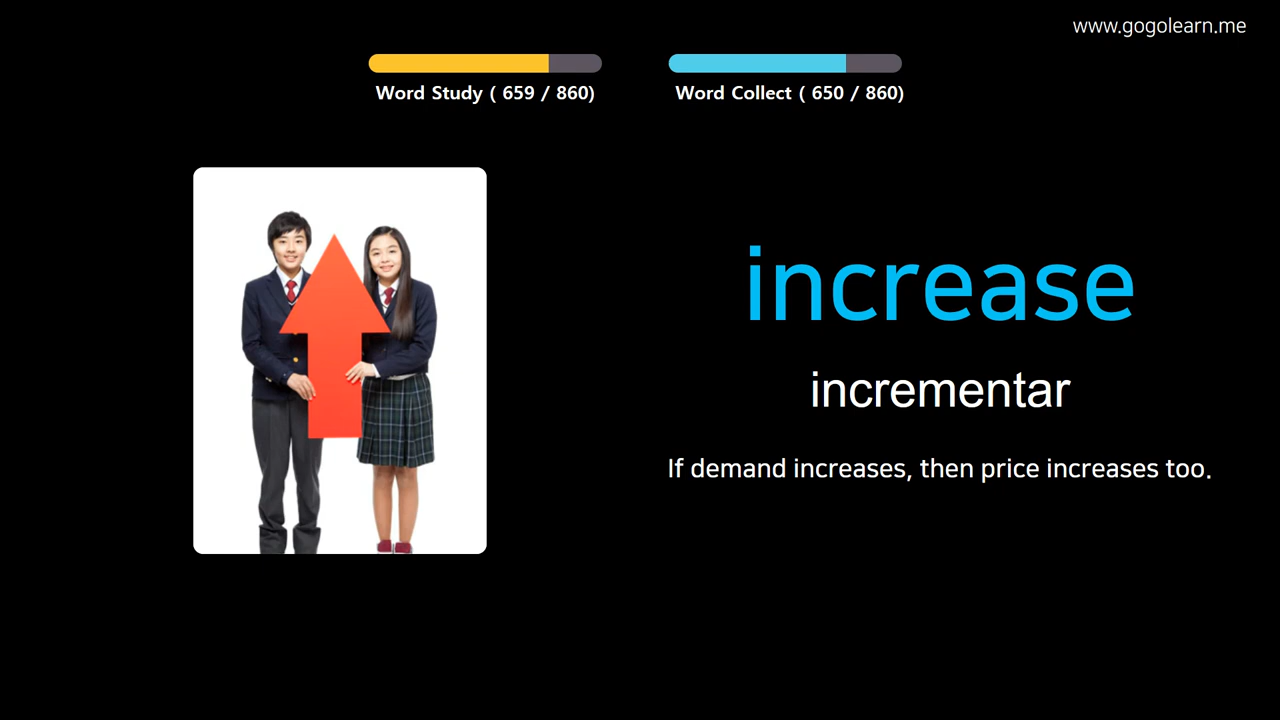 www.gogolearn.me
Word Study ( 659 / 860)
Word Collect ( 650 / 860)
increase
incrementar
If demand increases, then price increases too.